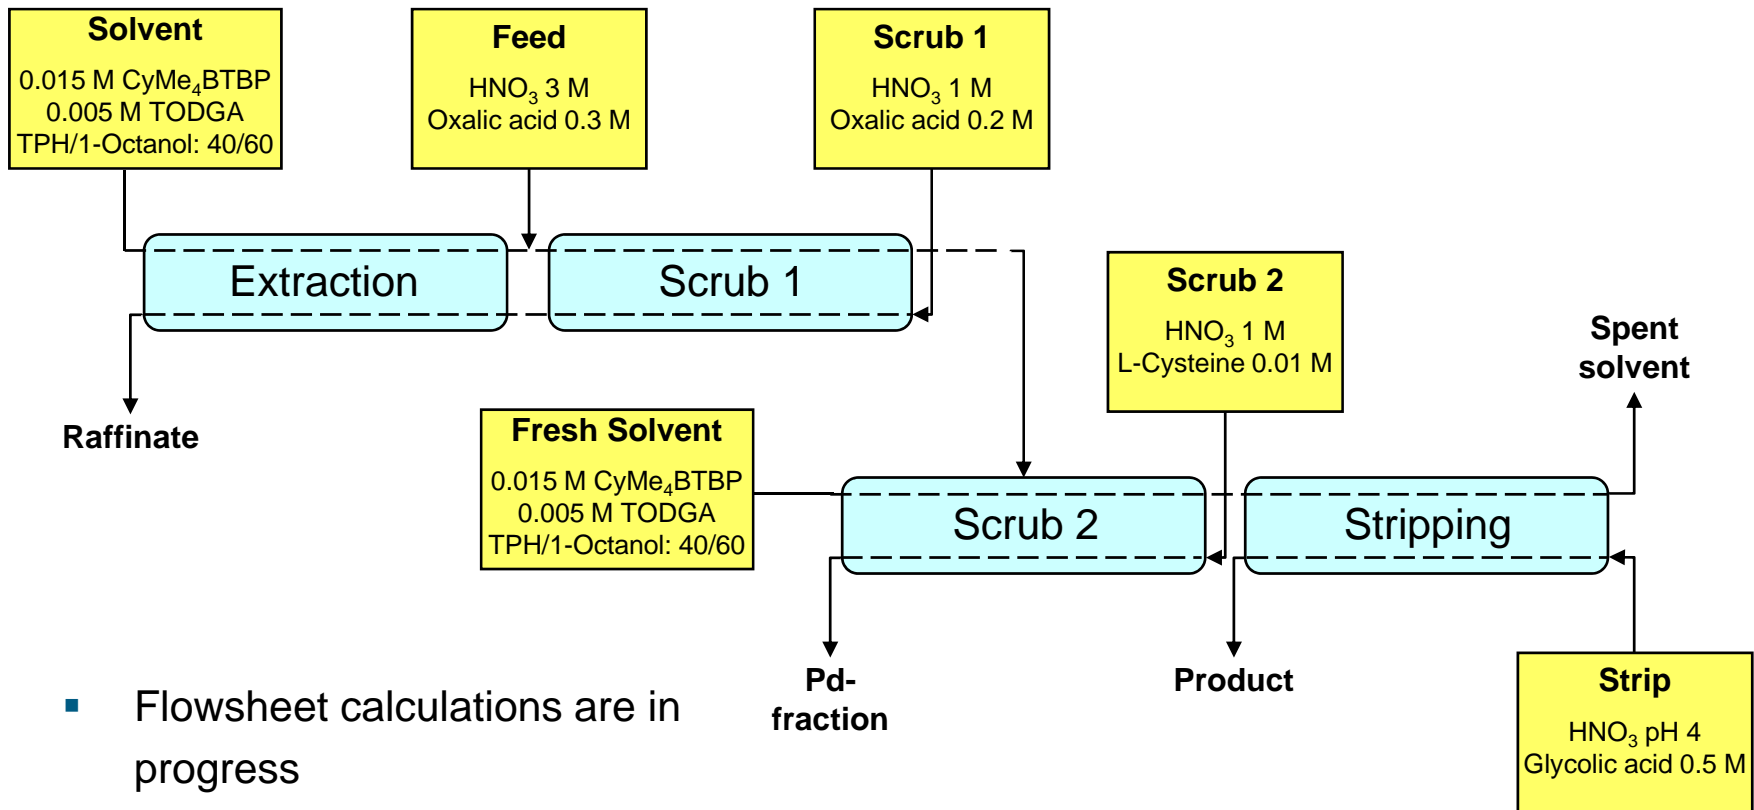 Solvent
0.015 M CyMe₄BTBP
0.005 M TODGA
TPH/1-Octanol: 40/60
Feed
HNO₃ 3 M
Oxalic acid 0.3 M
Scrub 1
HNO₃ 1 M
Oxalic acid 0.2 M
Extraction
Scrub 1
Raffinate
Scrub 2
HNO₃ 1 M
L-Cysteine 0.01 M
Spent
solvent
Fresh Solvent
0.015 M CyMe₄BTBP
0.005 M TODGA
TPH/1-Octanol: 40/60
Scrub 2
Stripping
Pd-
fraction
Product
Strip
HNO₃ pH 4
Glycolic acid 0.5 M
▪ Flowsheet calculations are in
progress